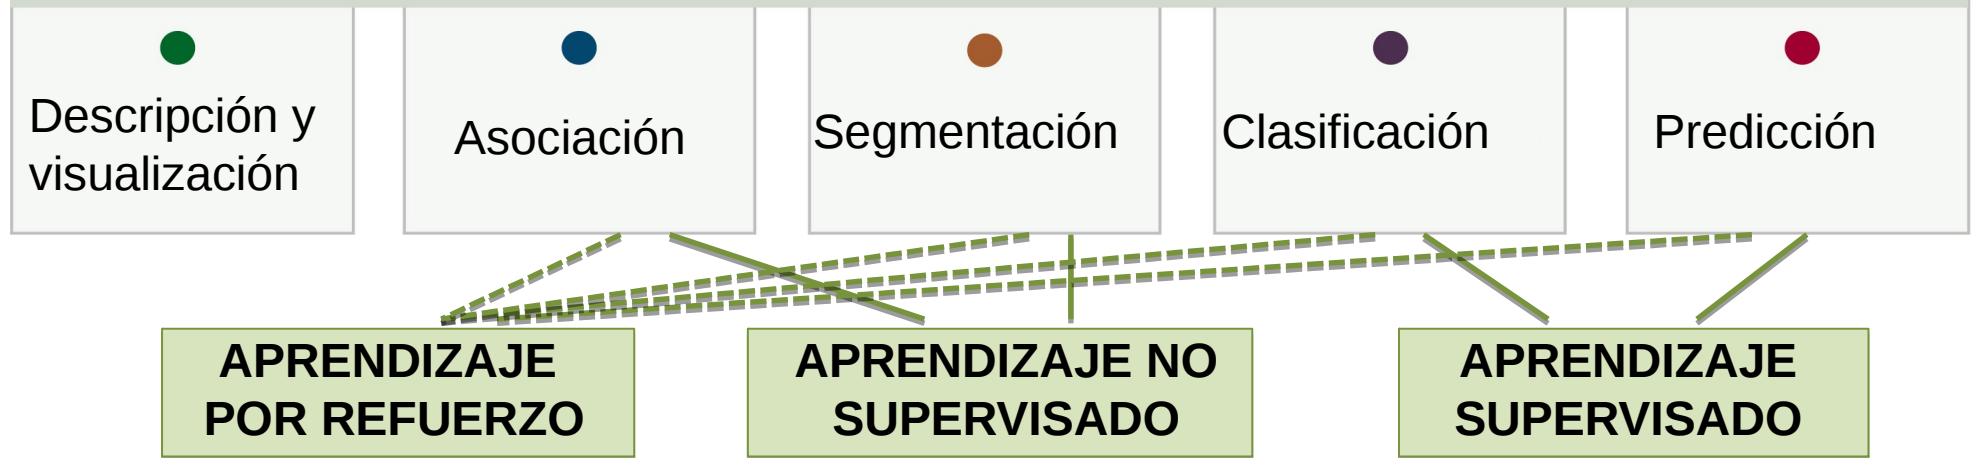 Descripción y
visualización
Asociación
Segmentación
Clasificación
Predicción
APRENDIZAJE
POR REFUERZO
APRENDIZAJE NO
SUPERVISADO
APRENDIZAJE
SUPERVISADO